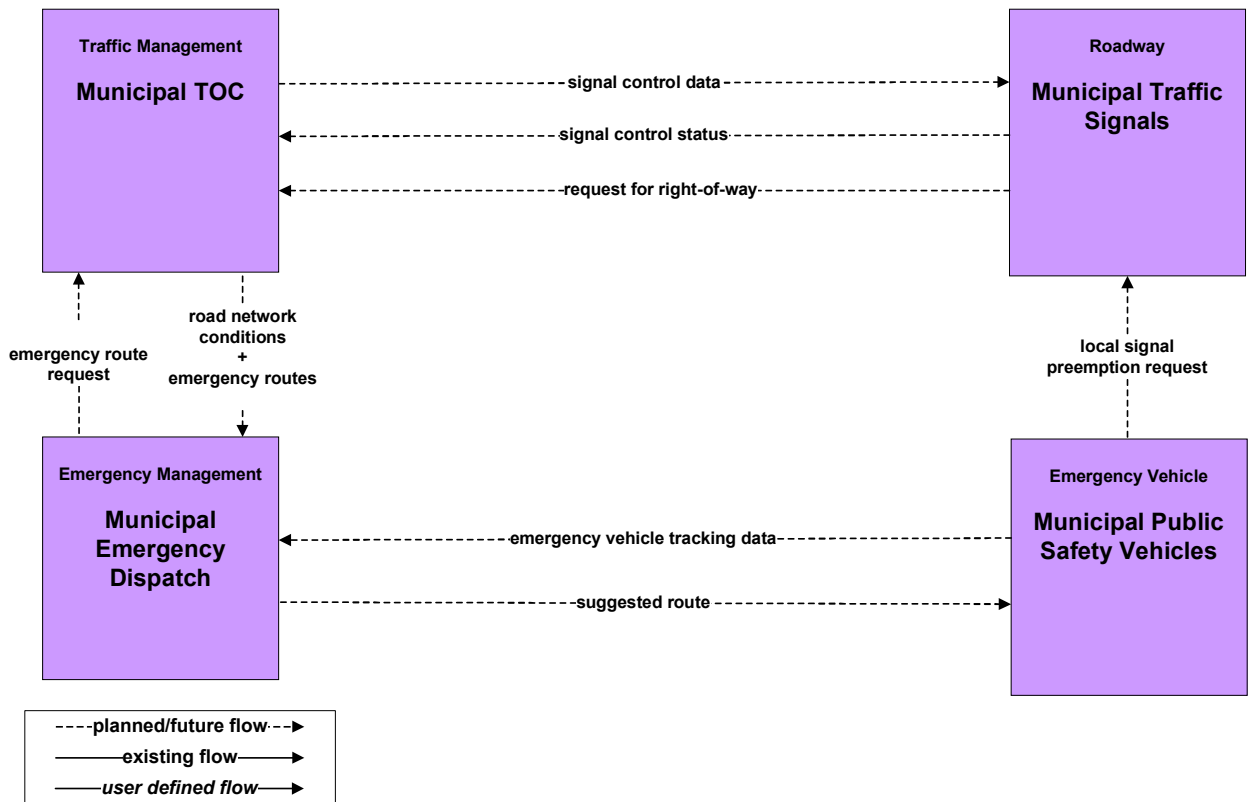 Traffic Management
Municipal TOC
Roadway
Municipal Traffic
Signals
signal control data
signal control status
request for right-of-way
emergency route
request
road network
conditions
+
emergency routes
local signal
preemption request
Emergency Management
Municipal
Emergency
Dispatch
Emergency Vehicle
Municipal Public
Safety Vehicles
emergency vehicle tracking data
suggested route
planned/future flow
existing flow
user defined flow